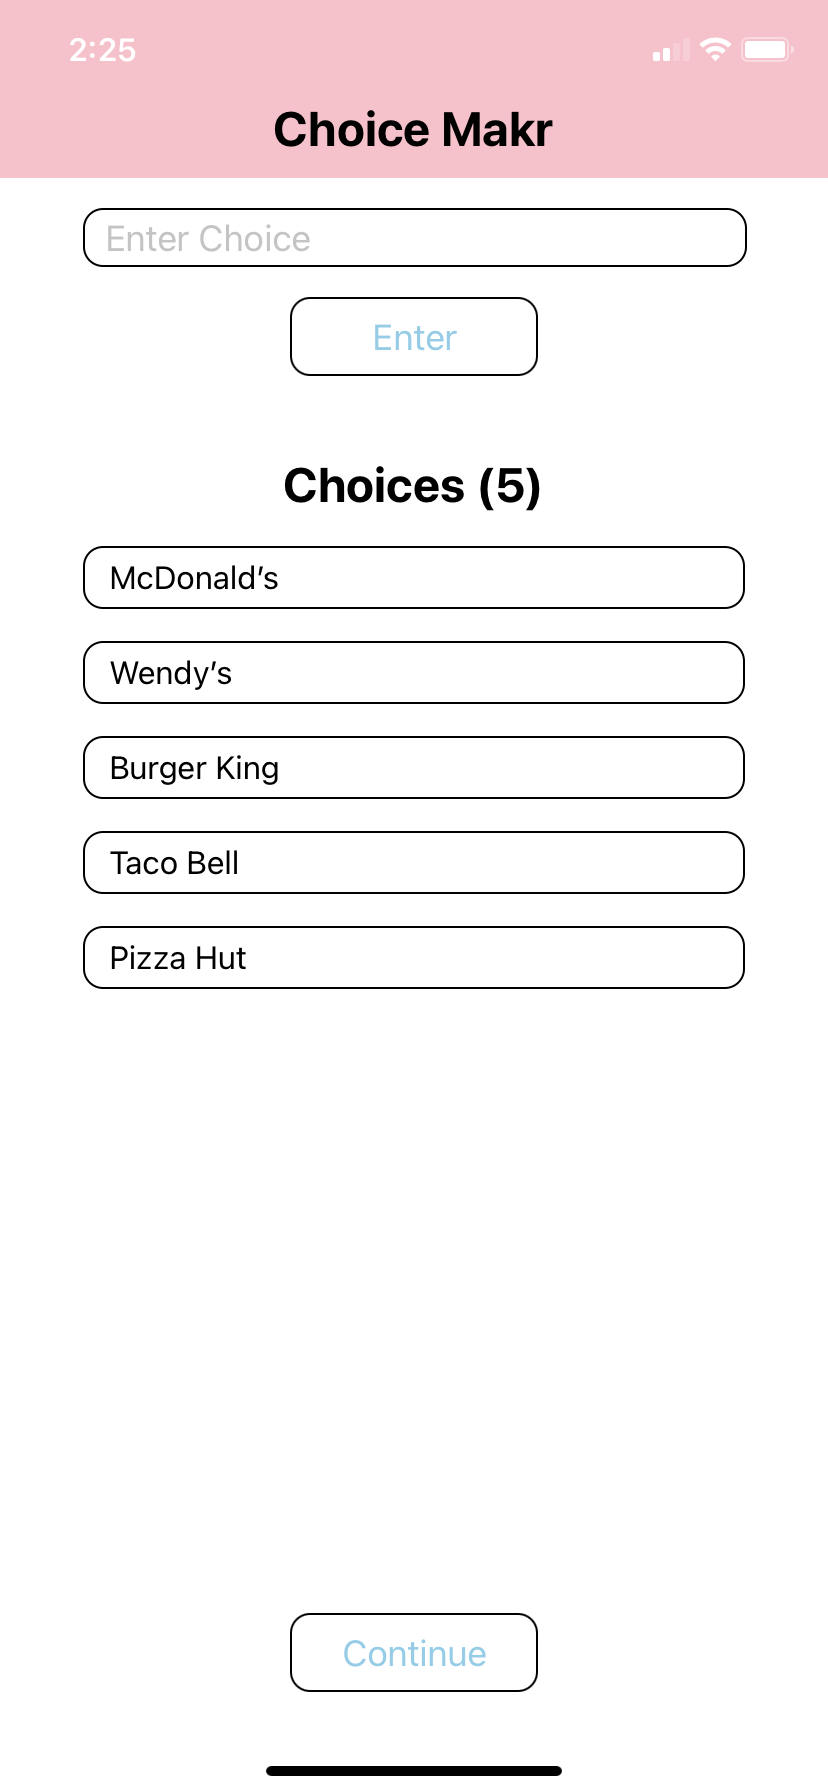 2:25
Choice Makr
Enter Choice
Enter
Choices (5)
McDonald’s
Wendy’s
Burger King
Taco Bell
Pizza Hut
Continue